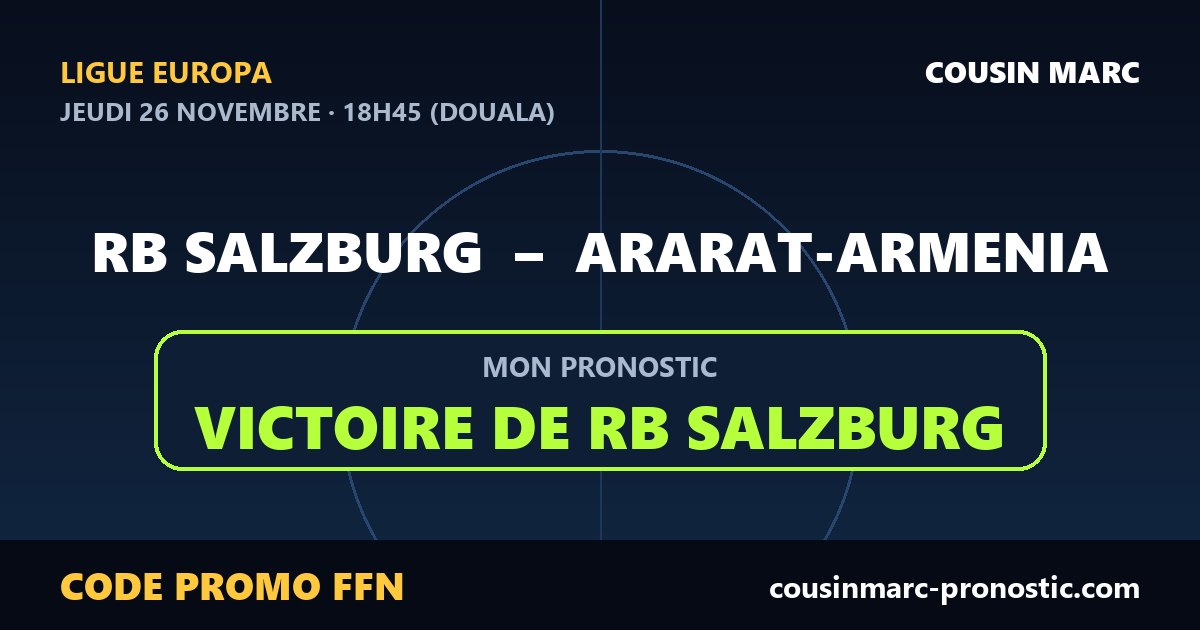 LIGUE EUROPA
COUSIN MARC
JEUDI 26 NOVEMBRE · 18H45 (DOUALA)
RB SALZBURG – ARARAT-ARMENIA
MON PRONOSTIC
VICTOIRE DE RB SALZBURG
CODE PROMO FFN
cousinmarc-pronostic.com